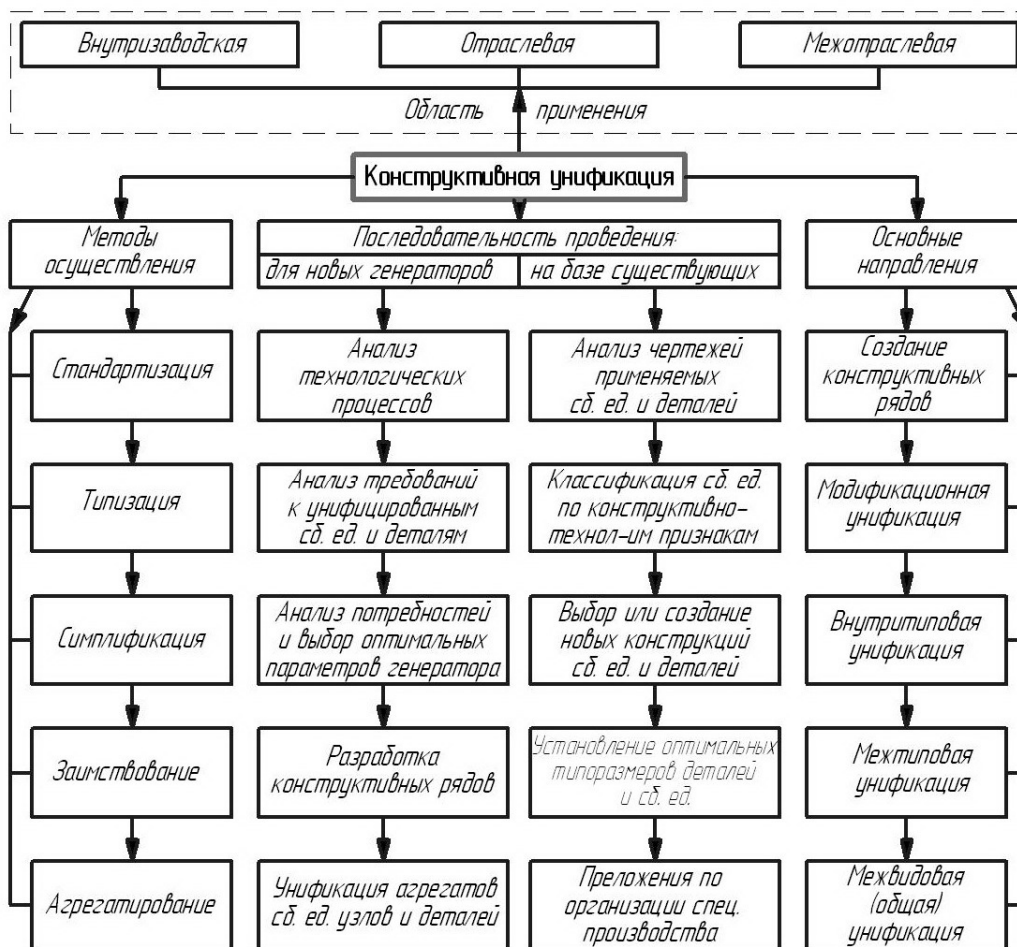 Внутризаводская
Отраслевая
Межотраслевая
Область применения
Конструктивная унификация
Методы
осуществления
Последовательность проведения:
для новых генераторов
на базе существующих
Основные
направления
Стандартизация
Анализ
технологических
процессов
Анализ чертежей
применяемых
сб. ед. и деталей
Создание
конструктивных
рядов
Типизация
Анализ требований
к унифицированным
сб. ед. и деталям
Классификация сб. ед.
по конструктивно-
технол-им признакам
Модификационная
унификация
Симплификация
Анализ потребностей
и выбор оптимальных
параметров генератора
Выбор или создание
новых конструкций
сб. ед. и деталей
Внутритиповая
унификация
Заимствование
Разработка
конструктивных рядов
Установление оптимальных
типоразмеров деталей
и сб. ед.
Межтиповая
унификация
Агрегатирование
Унификация агрегатов
сб. ед. узлов и деталей
Преложения по
организации спец.
производства
Межвидовая
(общая)
унификация